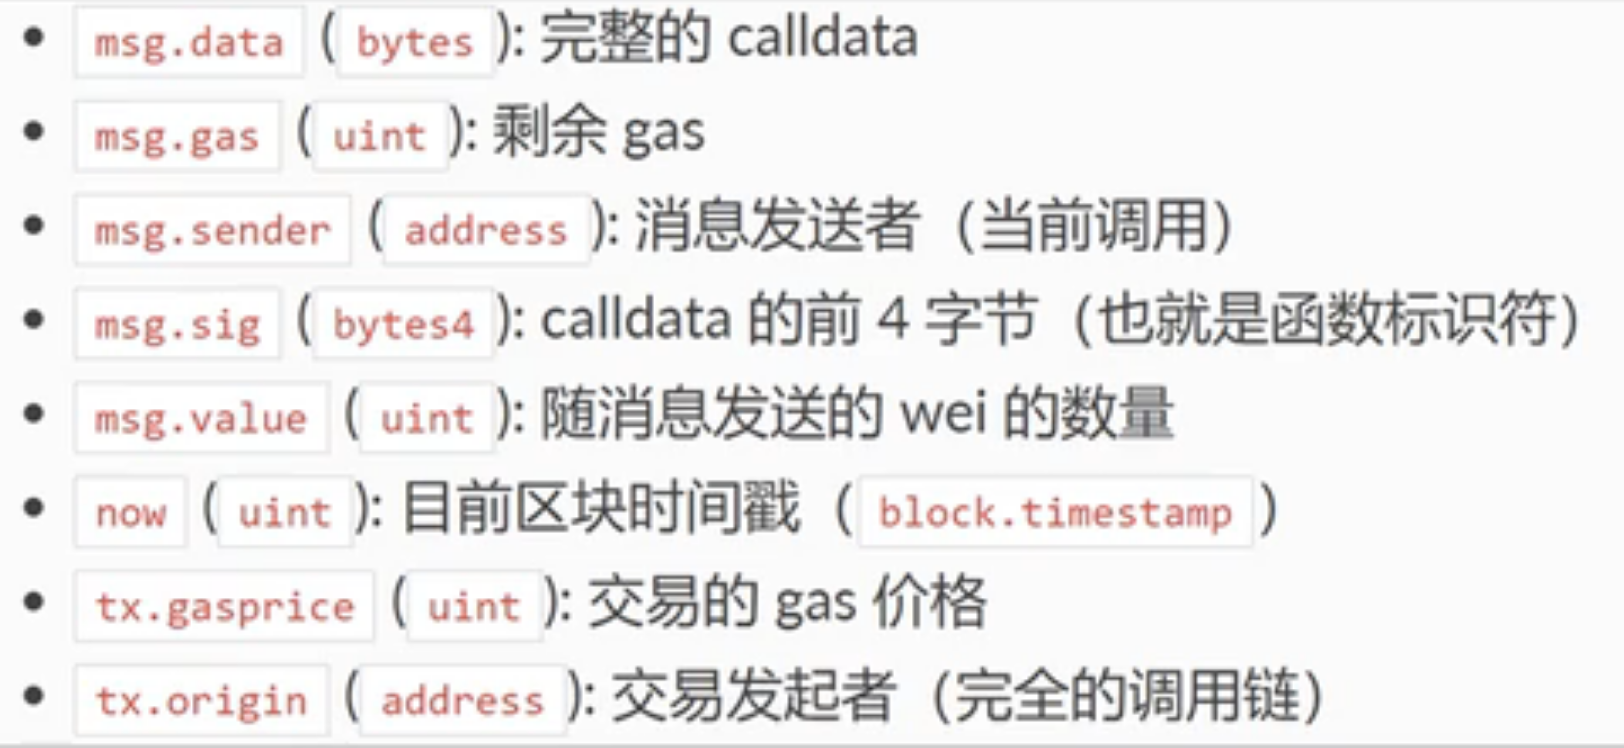 • msg.data (bytes): 完整的 calldata
• msg.gas (uint): 剩余 gas
• msg.sender (address): 消息发送者（当前调用）
• msg.sig (bytes4): calldata 的前 4 字节（也就是函数标识符）
• msg.value (uint): 随消息发送的 wei 的数量
• now (uint): 目前区块时间戳（block.timestamp）
• tx.gasprice (uint): 交易的 gas 价格
• tx.origin (address): 交易发起者（完全的调用链）